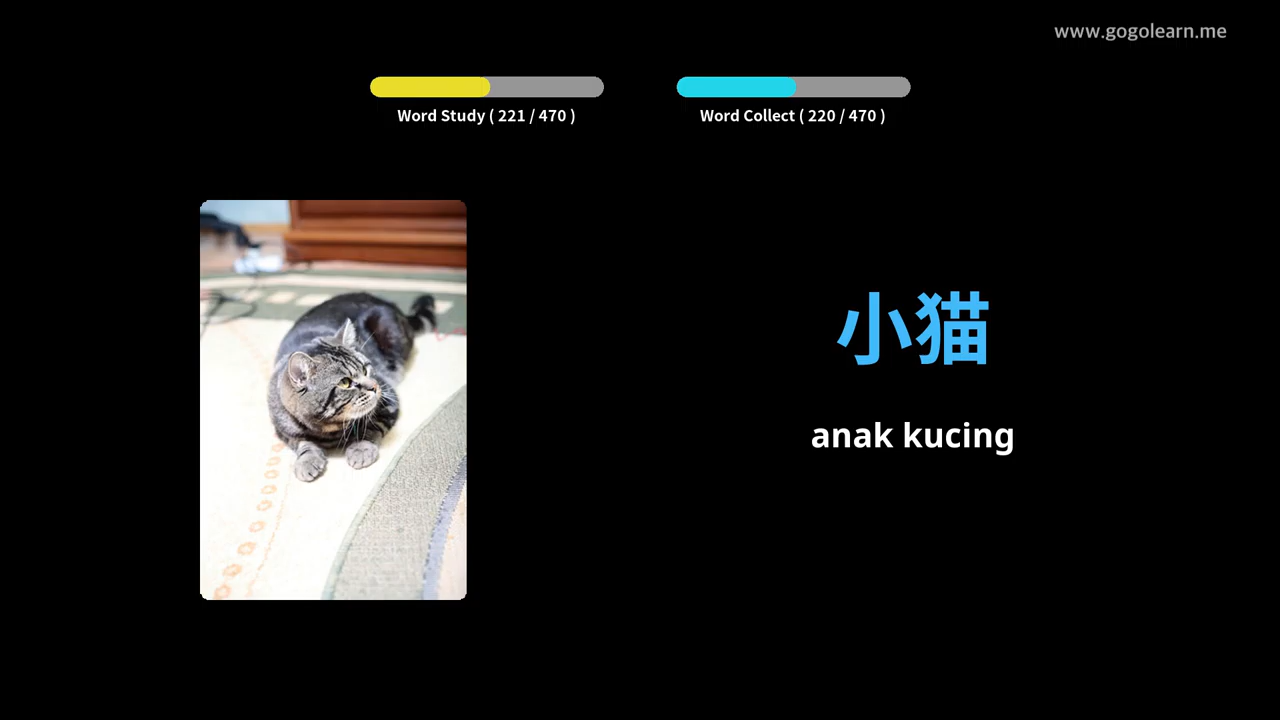 www.gogolearn.me
Word Study ( 221 / 470 )
Word Collect ( 220 / 470 )
小猫
anak kucing